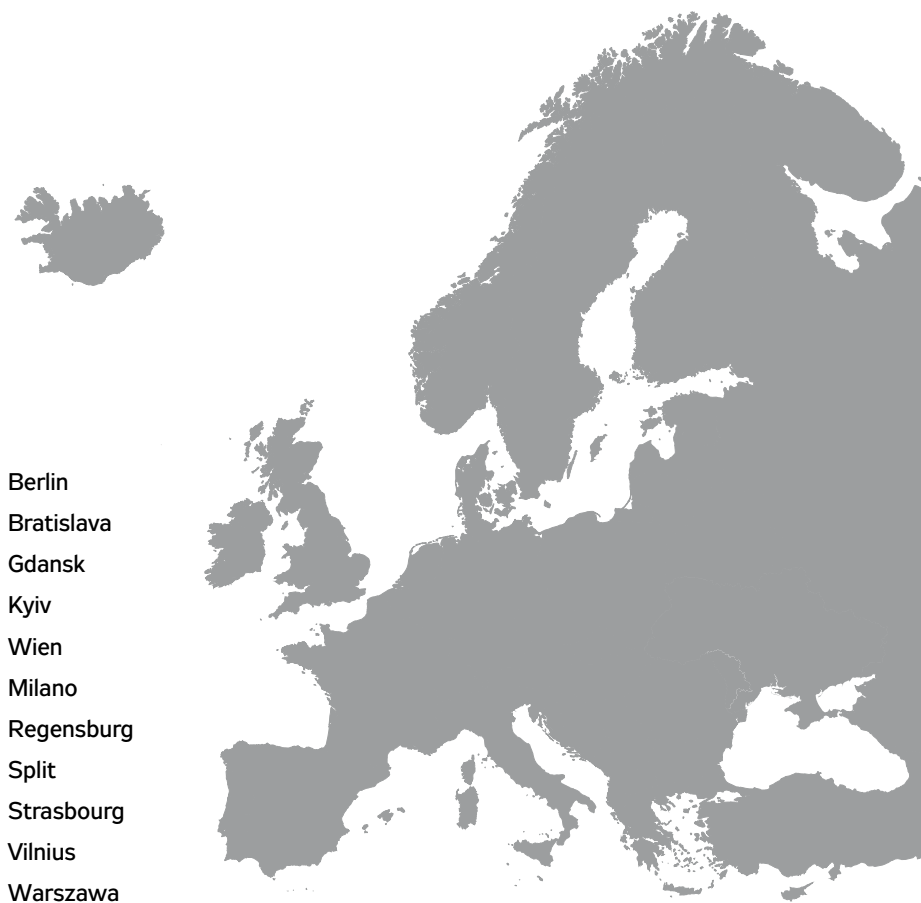 Berlin
Bratislava
Gdansk
Kyiv
Wien
Milano
Regensburg
Split
Strasbourg
Vilnius
Warszawa